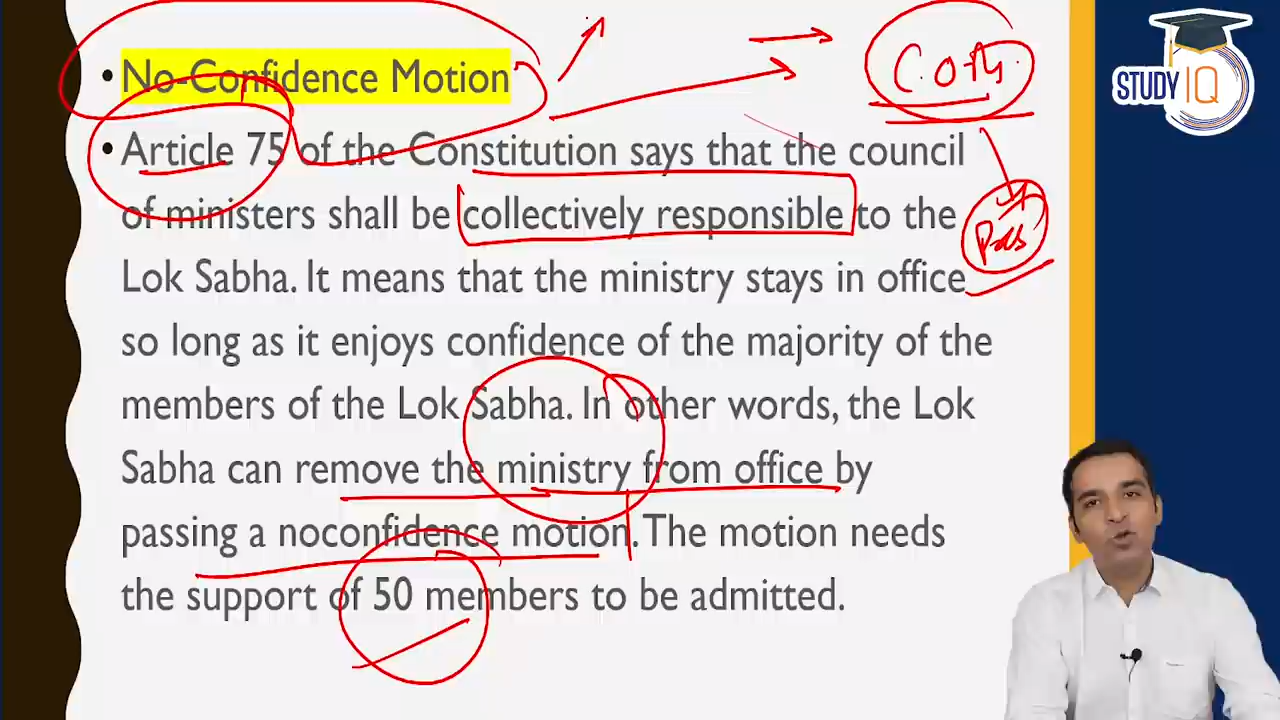 • No-Confidence Motion
• Article 75 of the Constitution says that the council
of ministers shall be collectively responsible to the
Lok Sabha. It means that the ministry stays in office
so long as it enjoys confidence of the majority of the
members of the Lok Sabha. In other words, the Lok
Sabha can remove the ministry from office by
passing a noconfidence motion. The motion needs
the support of 50 members to be admitted.
C.O.M.
Pass
STUDY IQ